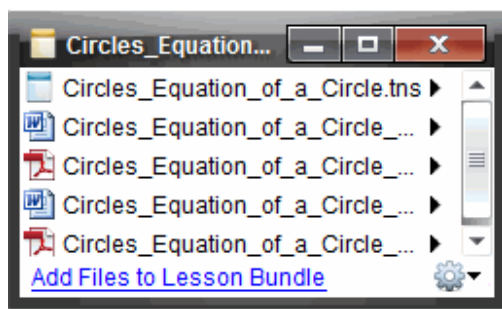 Circles_Equation...
Circles_Equation_of_a_Circle.tns
Circles_Equation_of_a_Circle_...
Circles_Equation_of_a_Circle_...
Circles_Equation_of_a_Circle_...
Circles_Equation_of_a_Circle_...
Add Files to Lesson Bundle